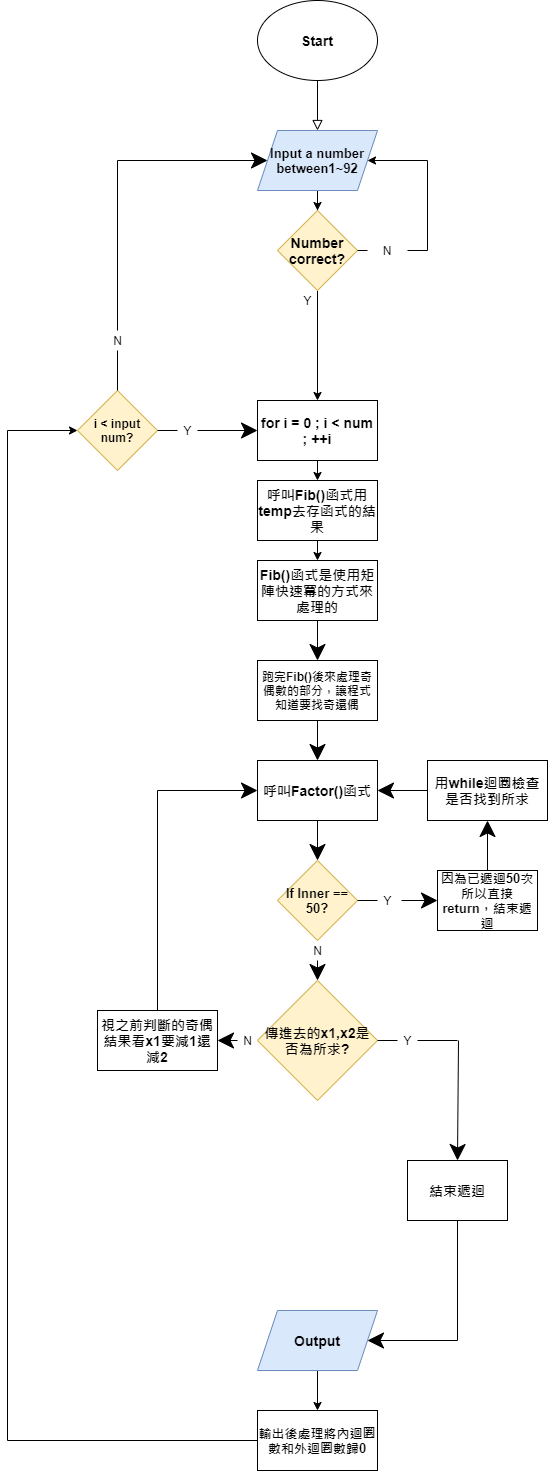 Start
Input a number
between1~92
Number
correct?
N
Y
N
i < input
num?
Y
for i = 0 ; i < num
; ++i
呼叫Fib()函式用
temp去存函式的結
果
Fib()函式是使用矩
陣快速冪的方式來
處理的
跑完Fib()後來處理奇
偶數的部分，讓程式
知道要找奇還偶
呼叫Factor()函式
用while迴圈檢查
是否找到所求
If Inner ==
50?
Y
因為已遞迴50次
所以直接
return，結束遞
迴
N
傳進去的x1,x2是
否為所求?
N
Y
視之前判斷的奇偶
結果看x1要減1還
減2
結束遞迴
Output
輸出後處理將內迴圈
數和外迴圈數歸0